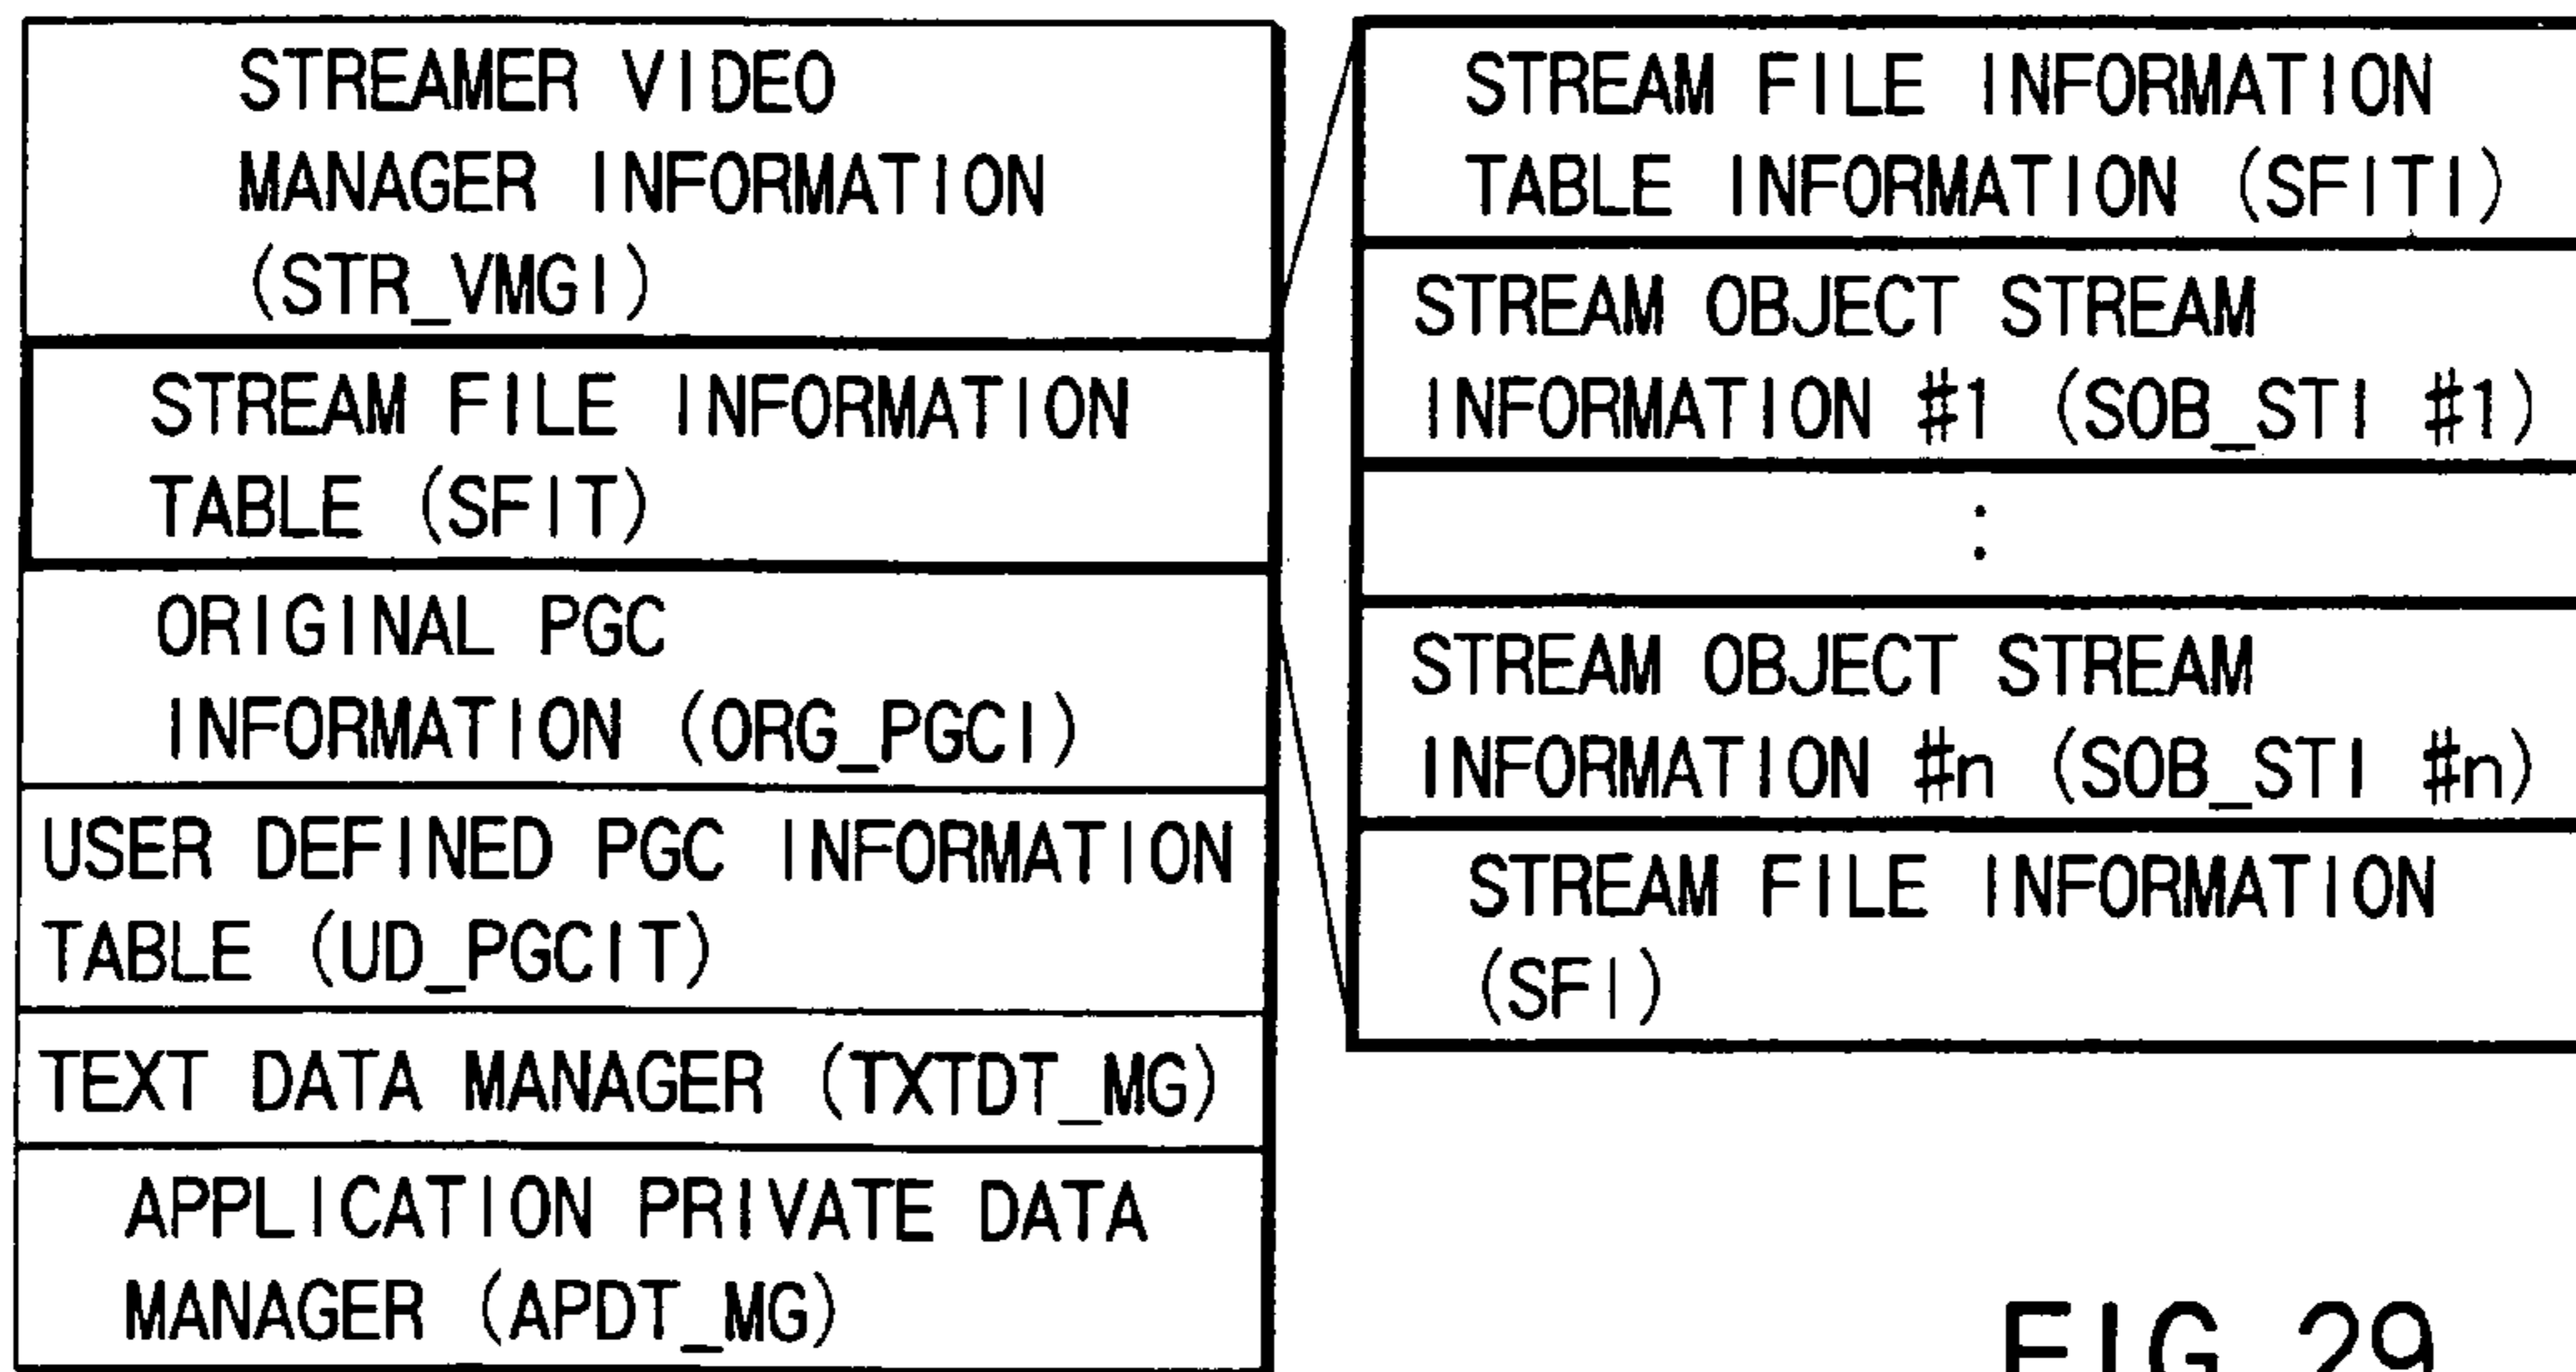 STREAMER VIDEO
MANAGER INFORMATION
(STR_VMGI)
STREAM FILE INFORMATION
TABLE (SFIT)
ORIGINAL PGC
INFORMATION (ORG_PGCI)
USER DEFINED PGC INFORMATION
TABLE (UD_PGCIT)
TEXT DATA MANAGER (TXTDT_MG)
APPLICATION PRIVATE DATA
MANAGER (APDT_MG)
STREAM FILE INFORMATION
TABLE INFORMATION (SFITI)
STREAM OBJECT STREAM
INFORMATION #1 (SOB_STI #1)
:
STREAM OBJECT STREAM
INFORMATION #n (SOB_STI #n)
STREAM FILE INFORMATION
(SFI)
FIG. 29